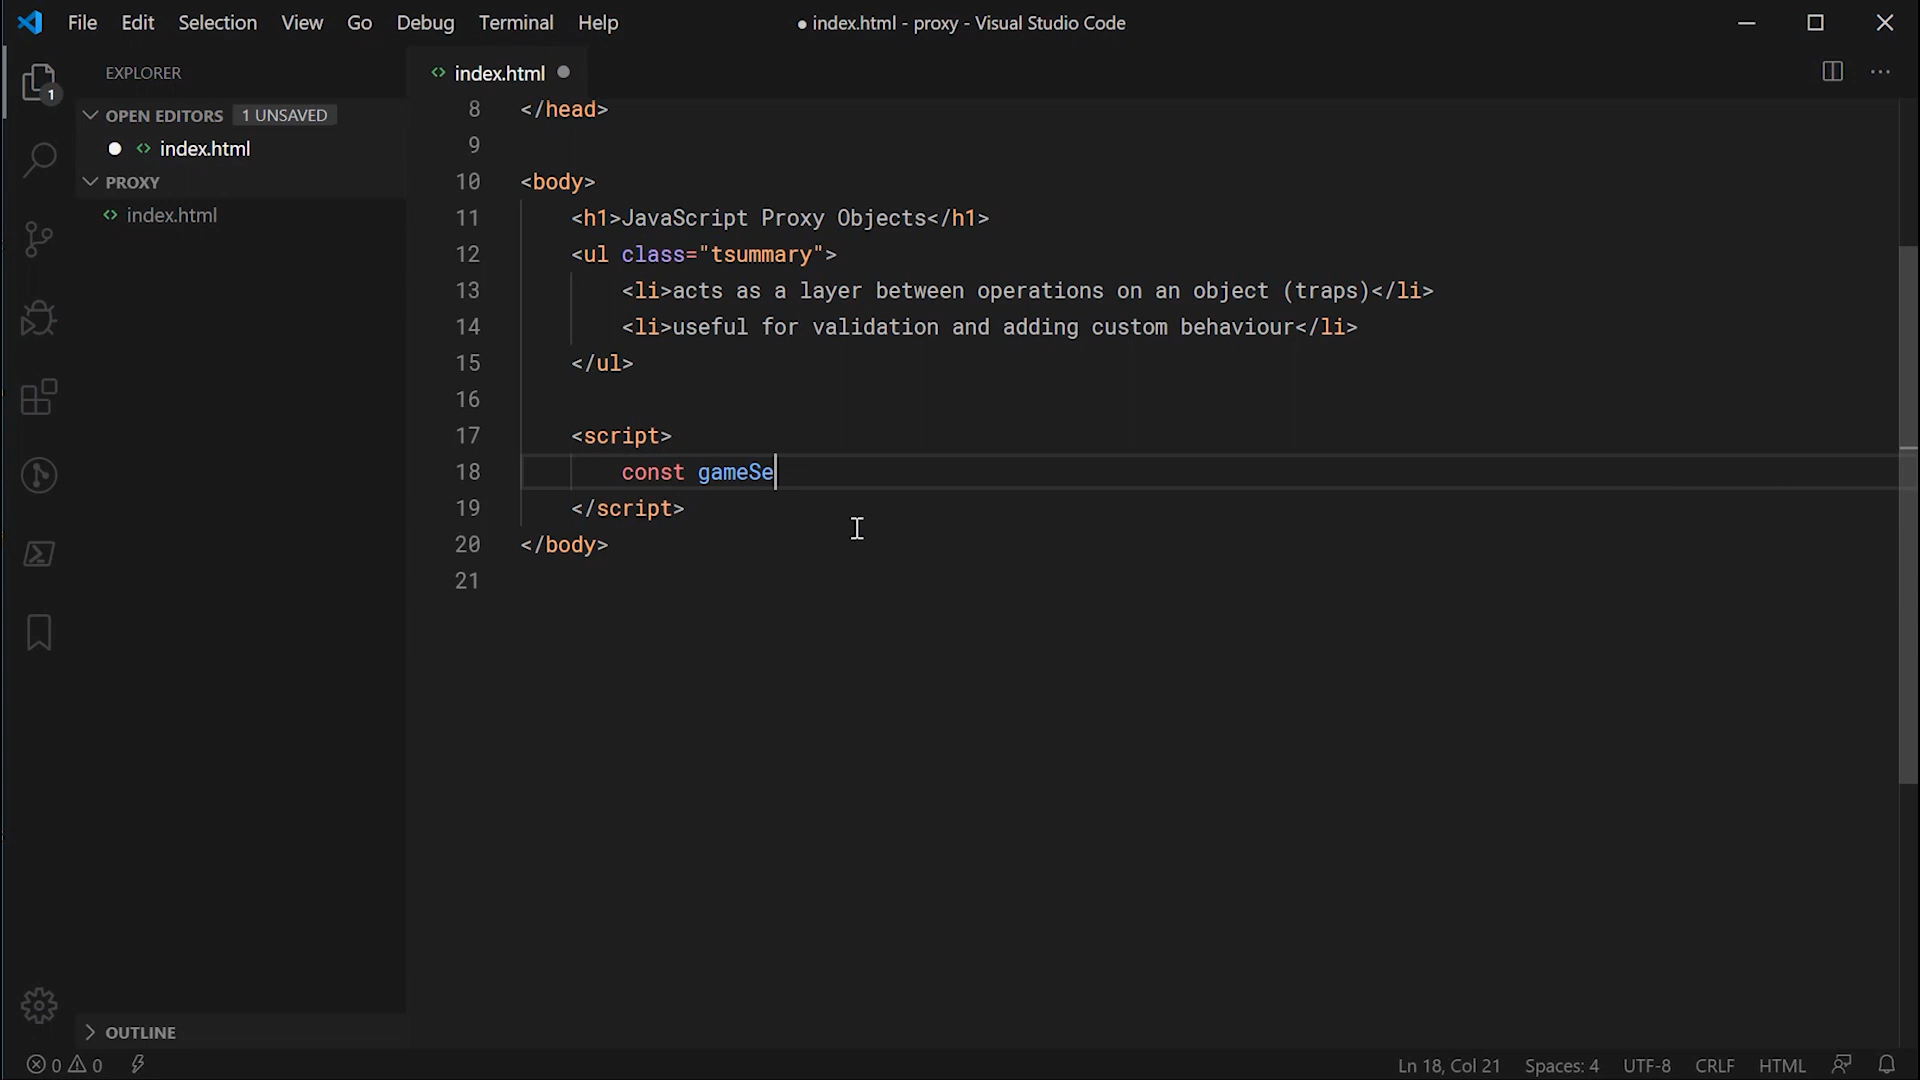 File Edit Selection View Go Debug Terminal Help
● index.html - proxy - Visual Studio Code
EXPLORER
OPEN EDITORS 1 UNSAVED
index.html
PROXY
index.html
OUTLINE
1
index.html
8 </head>
9
10 <body>
11 <h1>JavaScript Proxy Objects</h1>
12 <ul class="tsummary">
13 <li>acts as a layer between operations on an object (traps)</li>
14 <li>useful for validation and adding custom behaviour</li>
15 </ul>
16
17 <script>
18 const gameSe
19 </script>
20 </body>
21
0 0
Ln 18, Col 21 Spaces: 4 UTF-8 CRLF HTML